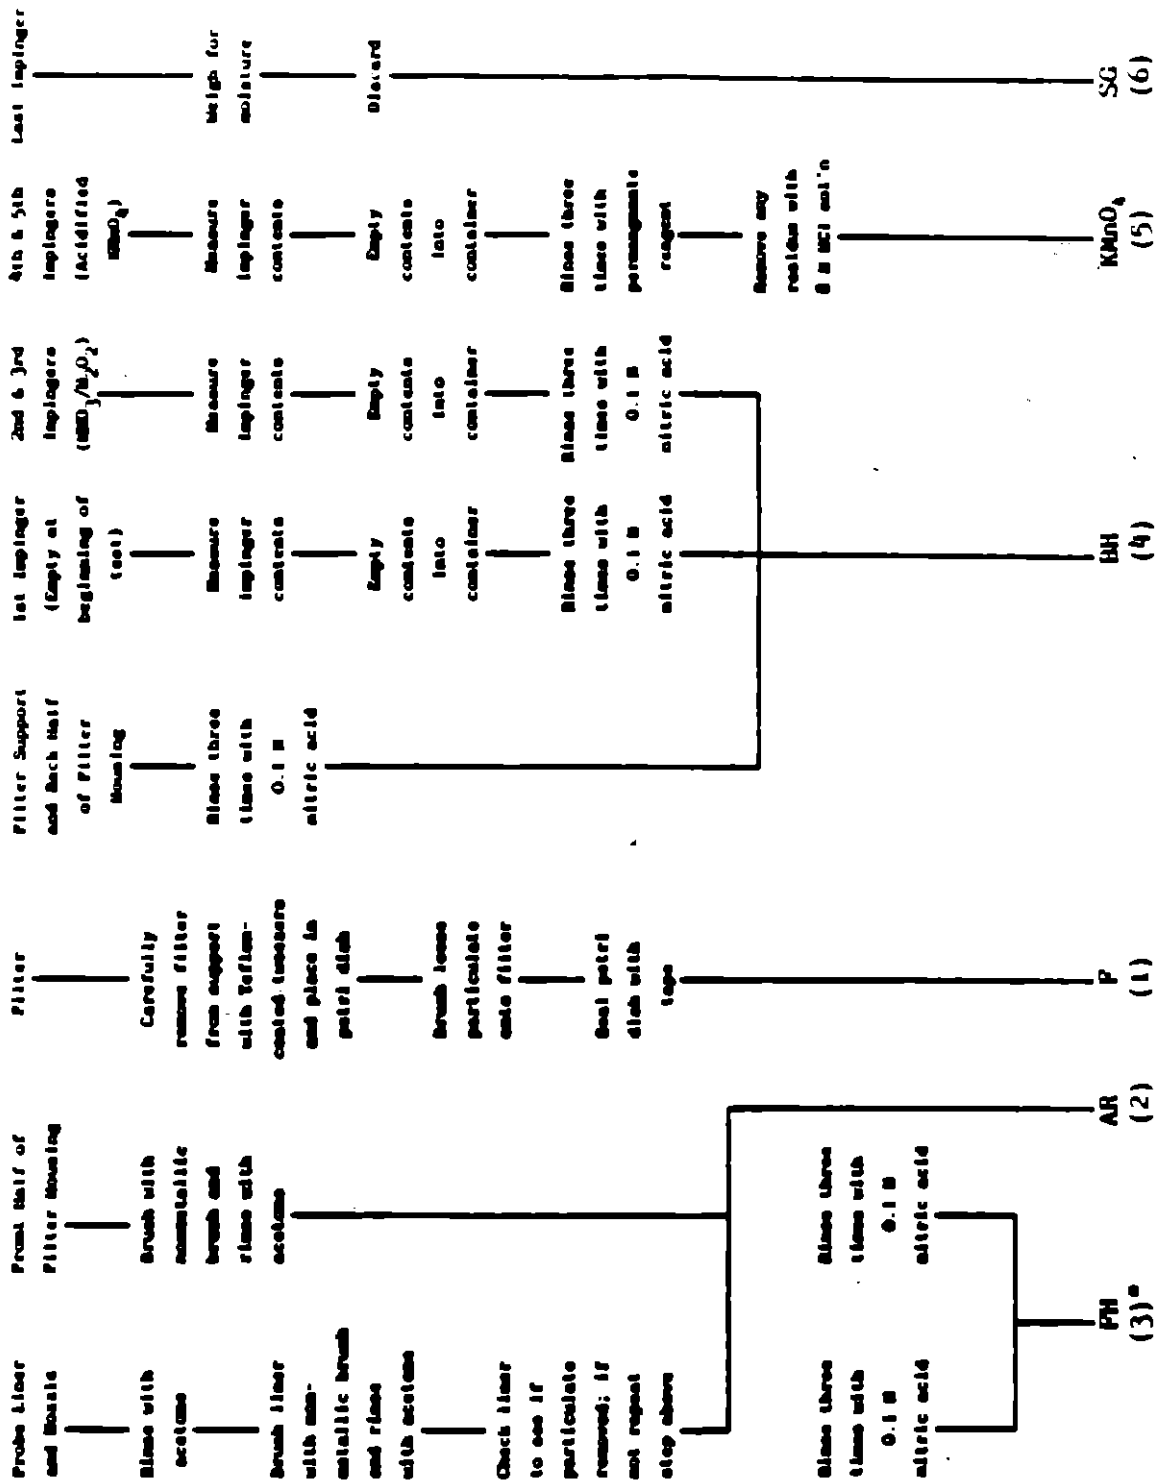 Probe Liner
and Nozzle
Rinse with
acetone
Brush liner
with non-
metallic brush
and rinse
with acetone
Check liner
to see if
particulate
removed; if
not repeat
step above
Rinse three
times with
0.1 N
nitric acid
FH
(3)*
Front Half of
Filter Housing
Brush with
nonmetallic
brush and
rinse with
acetone
Rinse three
times with
0.1 N
nitric acid
AR
(2)
Filter
Carefully
remove filter
from support
with Teflon-
coated tweezers
and place in
petri dish
Brush loose
particulate
onto filter
Seal petri
dish with
tape
F
(1)
Filter Support
and Back Half
of Filter
Housing
Rinse three
times with
0.1 N
nitric acid
1st Impinger
(Empty at
beginning of
test)
Measure
impinger
contents
Empty
contents
into
container
Rinse three
times with
0.1 N
nitric acid
BH
(4)
2nd & 3rd
Impingers
(HNO3/H2O2)
Measure
impinger
contents
Empty
contents
into
container
Rinse three
times with
0.1 N
nitric acid
4th & 5th
Impingers
(Acidified
KMnO4)
Measure
impinger
contents
Empty
contents
into
container
Rinse three
times with
permanganate
reagent
Remove any
residue with
8 N HCl sol'n
KMnO4
(5)
Last Impinger
Weigh for
moisture
Discard
SG
(6)